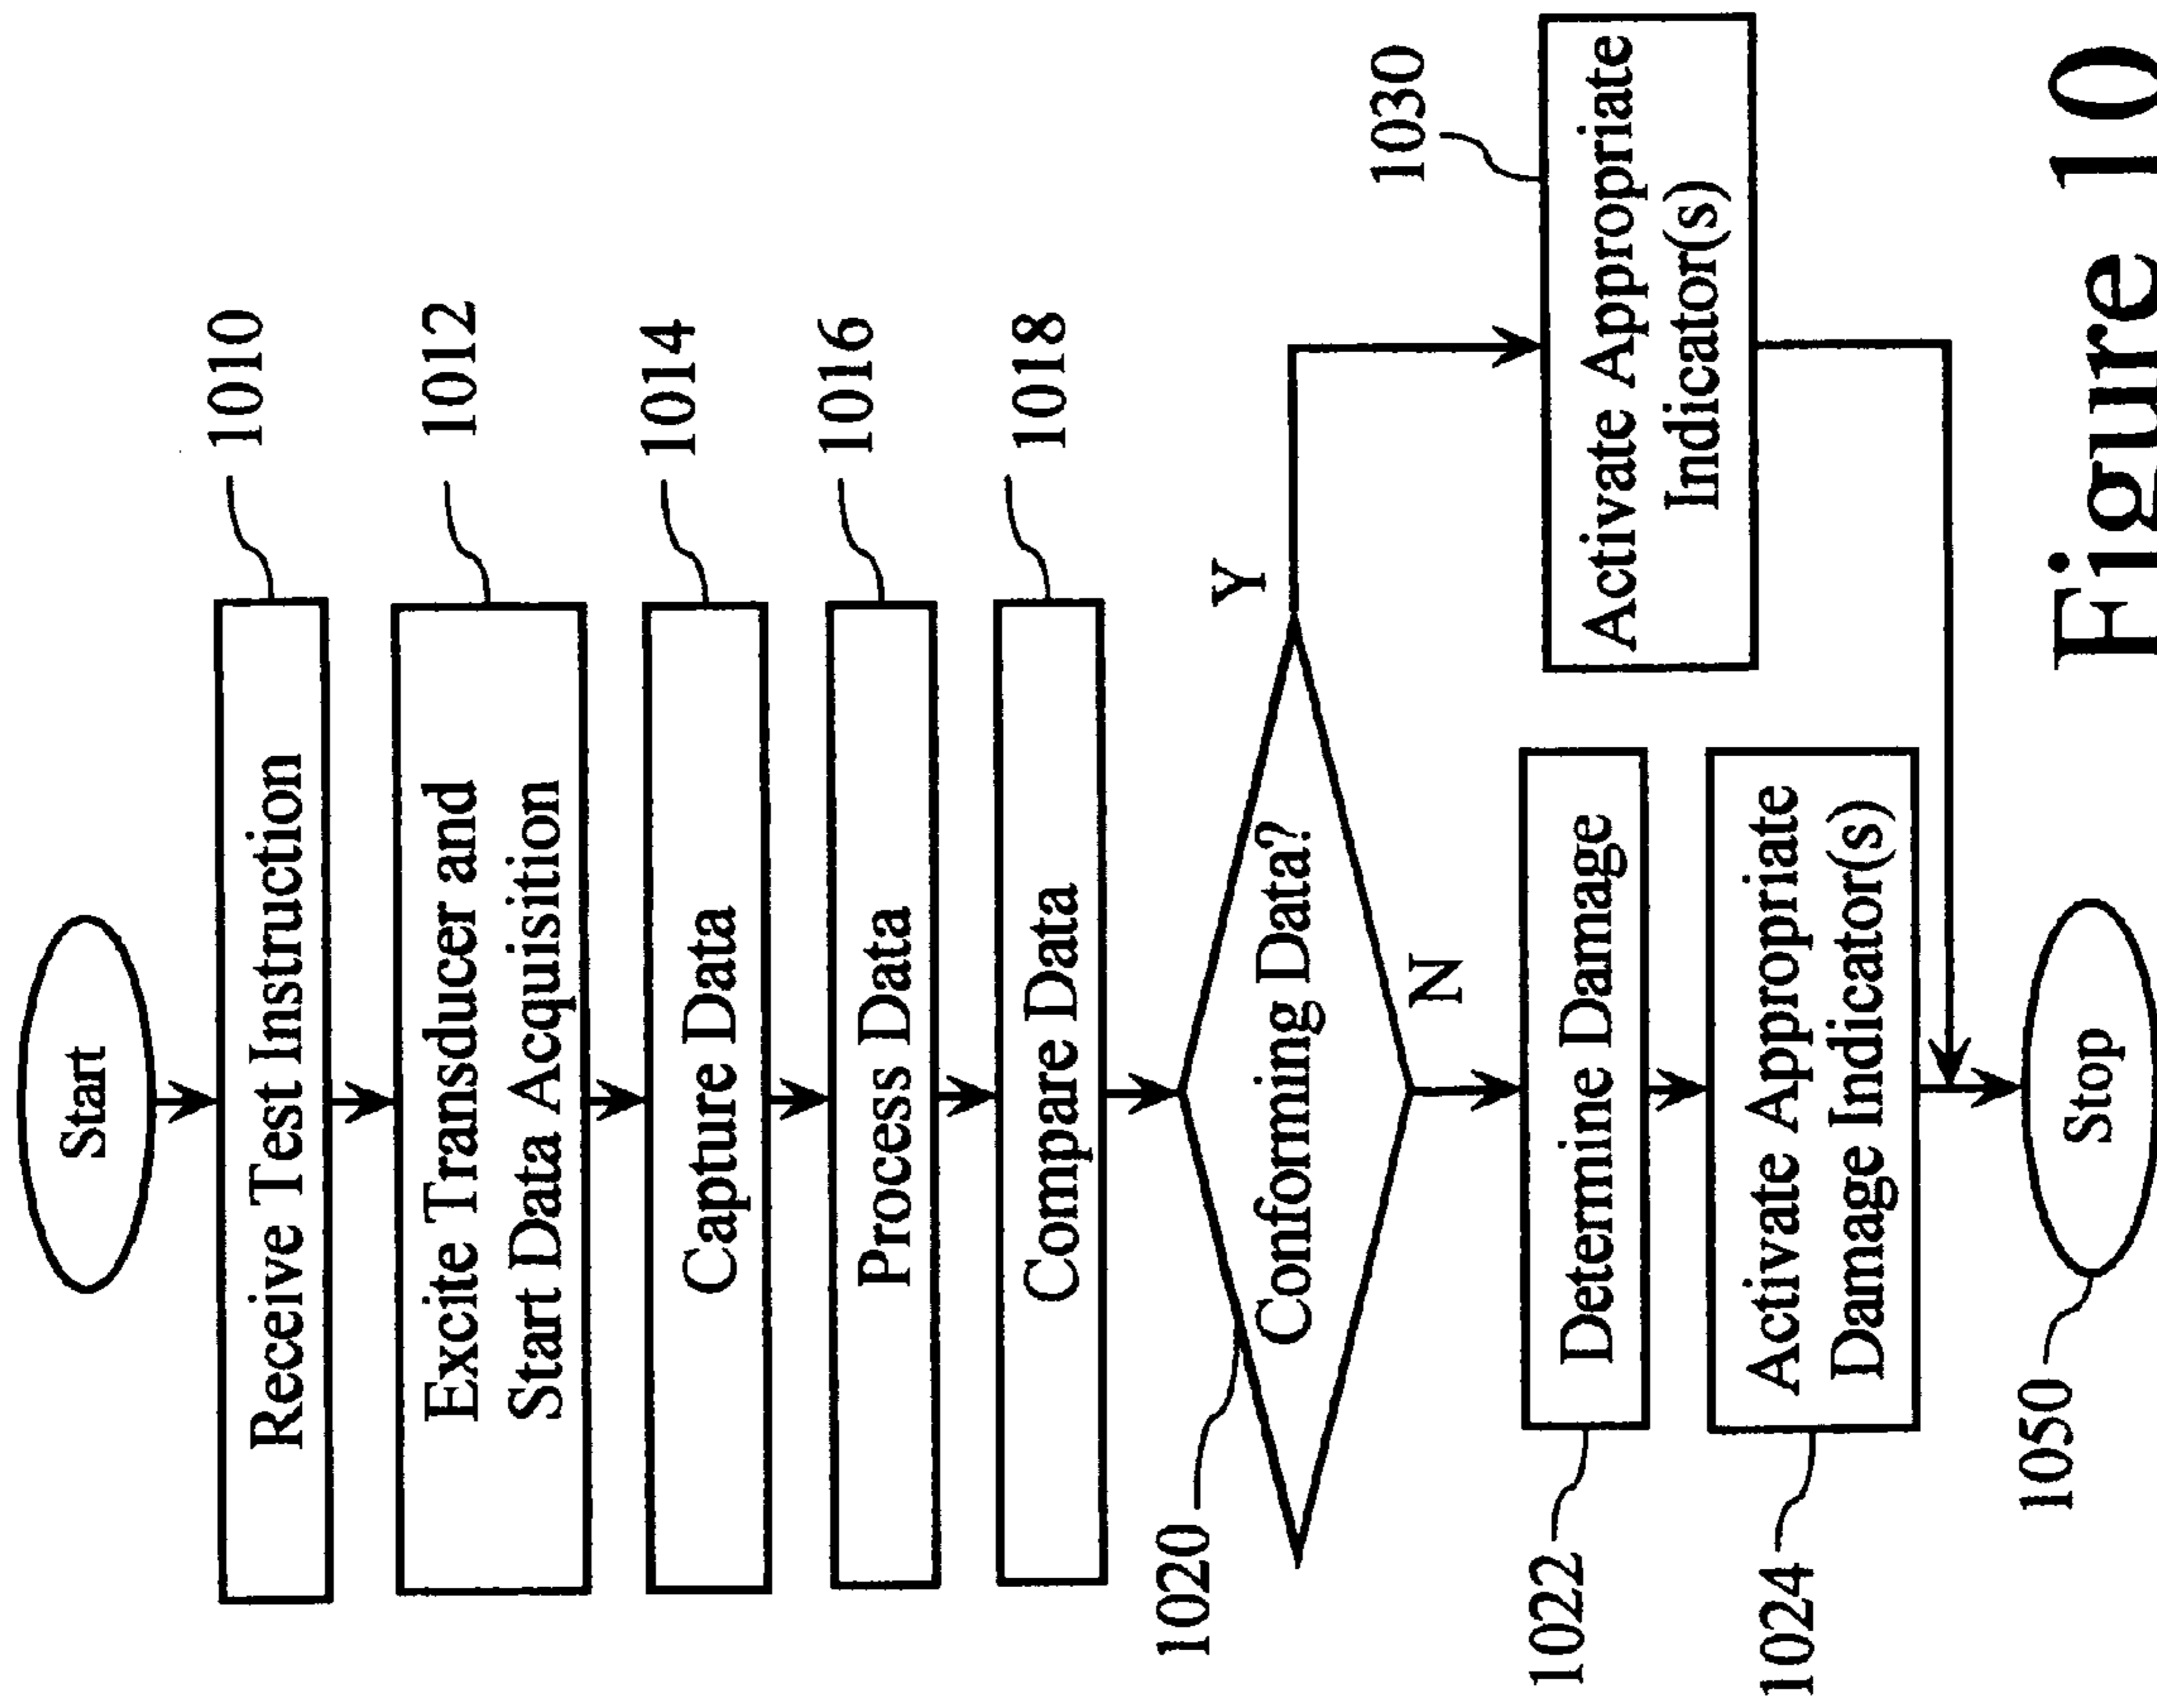 Start
Receive Test Instruction
1010
Excite Transducer and
Start Data Acquisition
1012
Capture Data
1014
Process Data
1016
Compare Data
1018
1020
Conforming Data?
Y
N
1030
Activate Appropriate
Indicator(s)
1022
Determine Damage
1024
Activate Appropriate
Damage Indicator(s)
1050
Stop
Figure 10